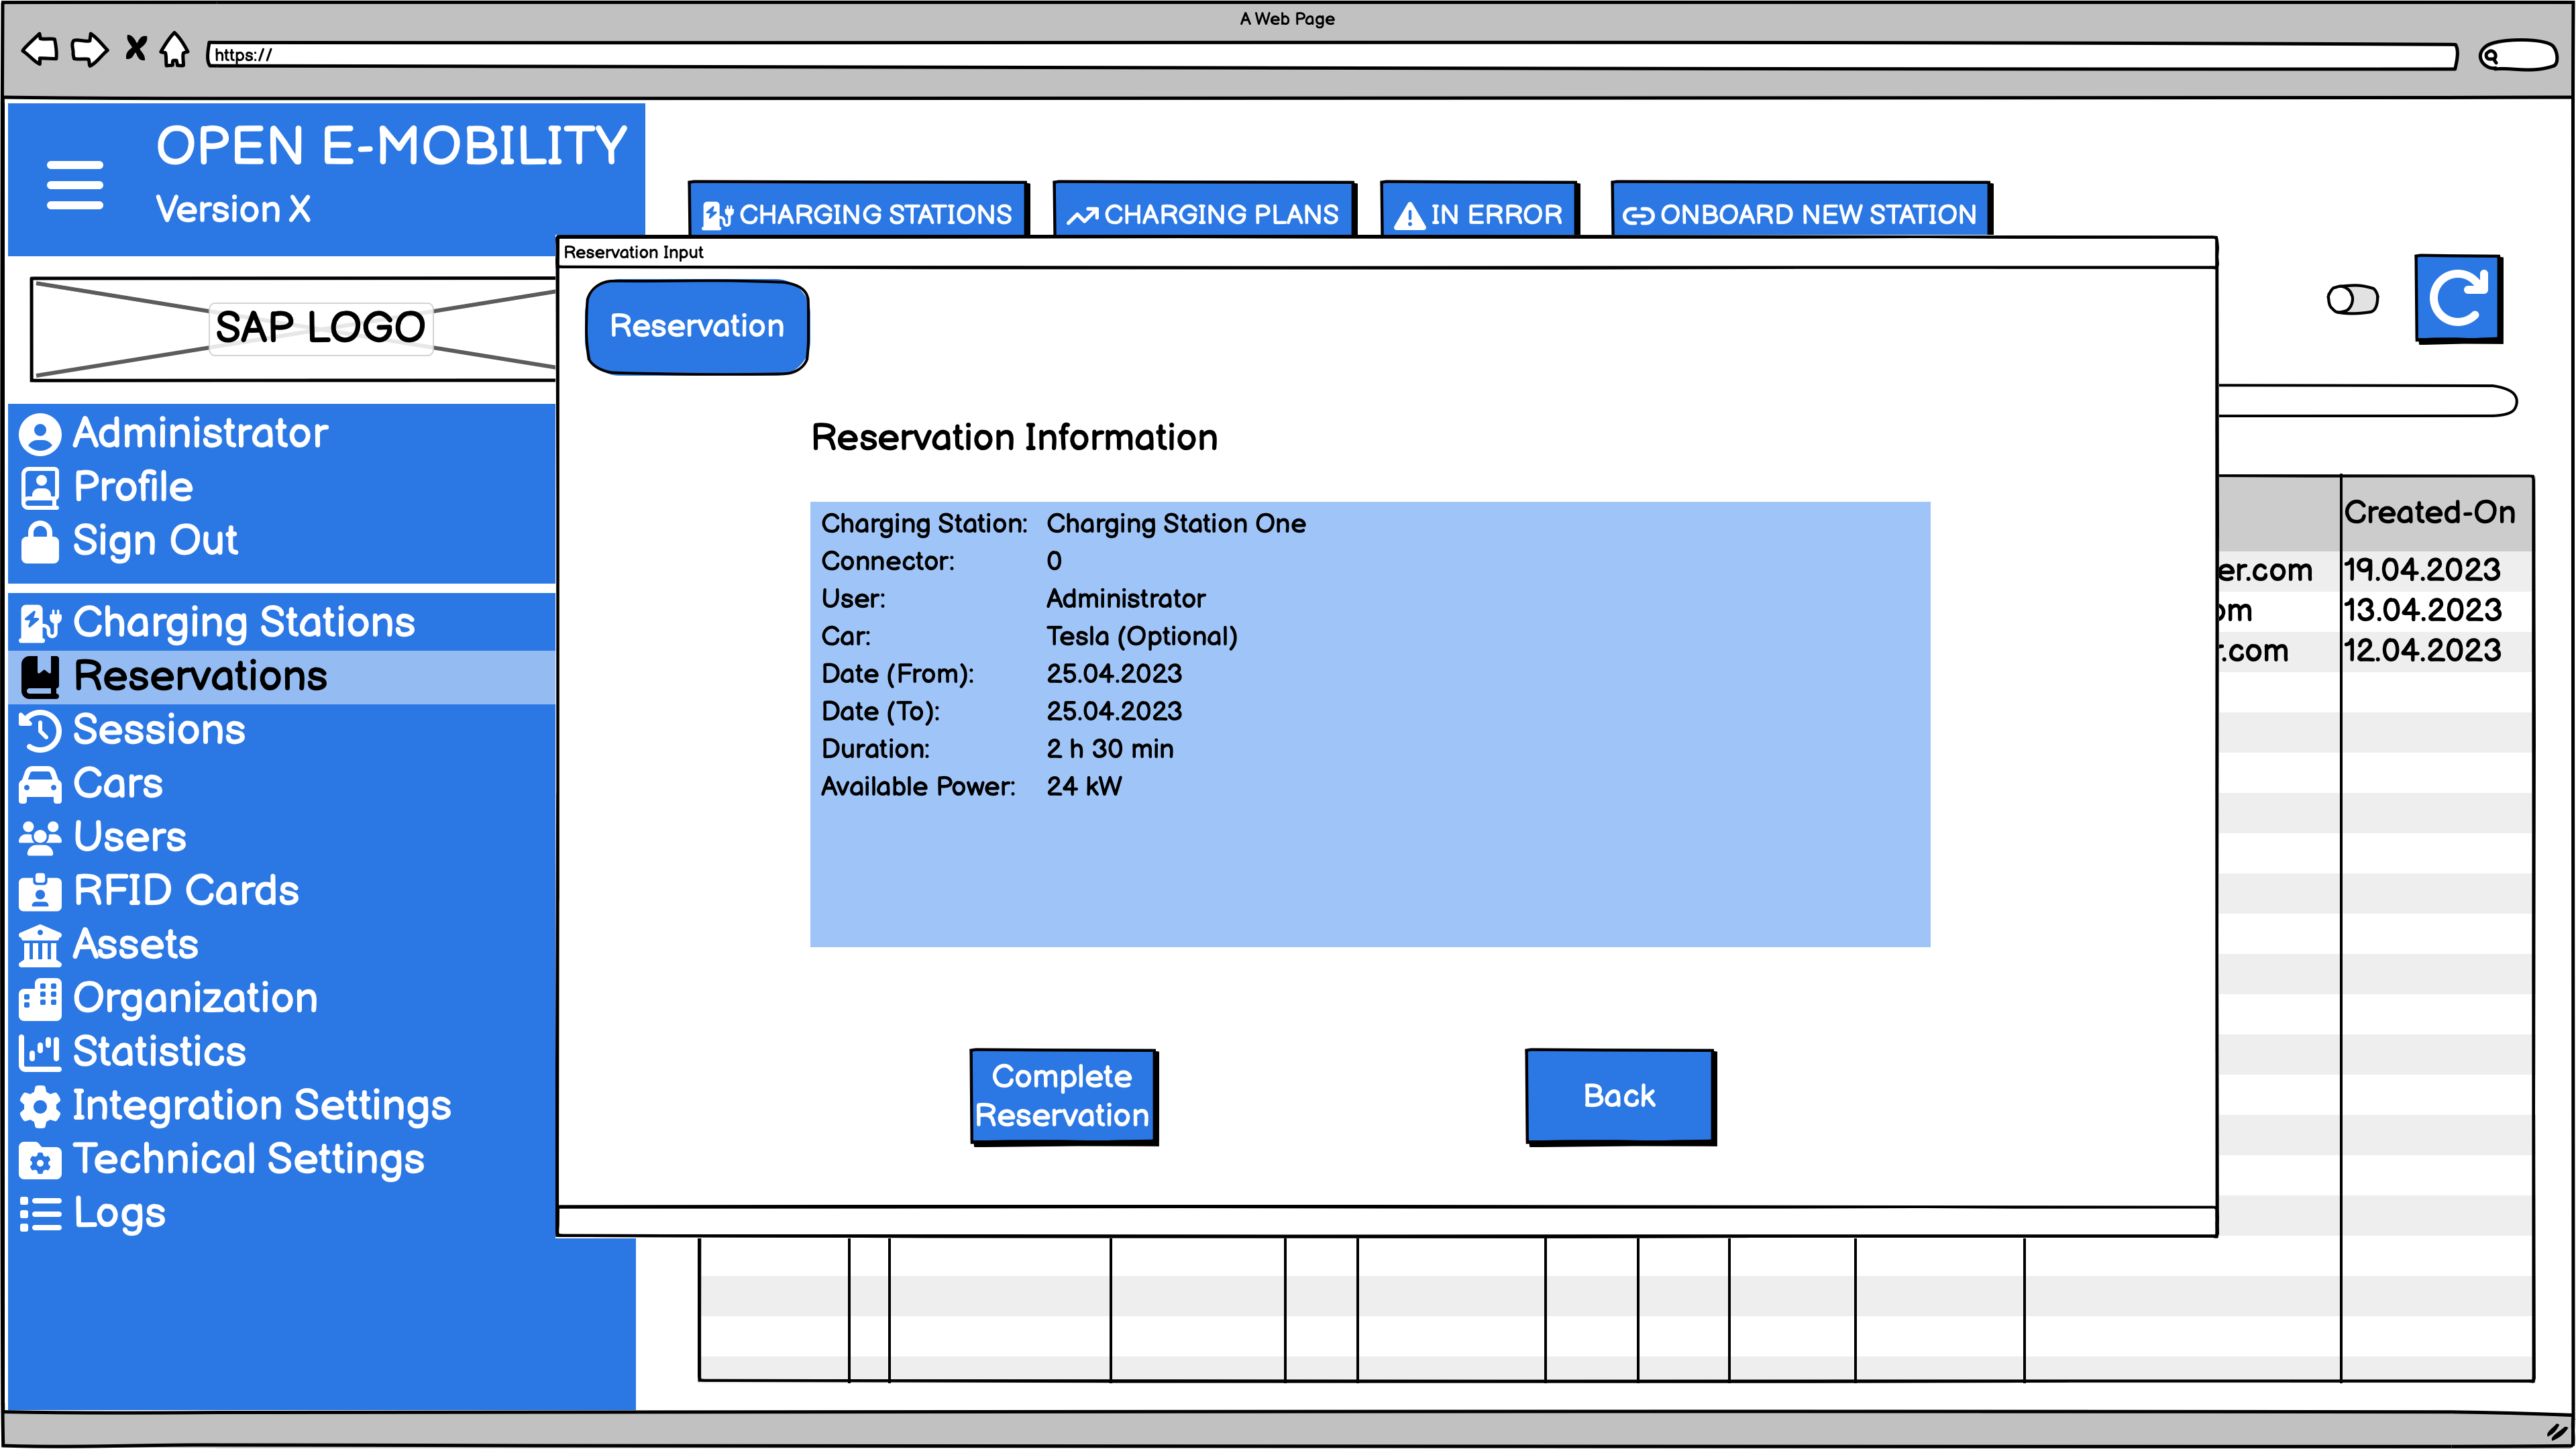 A Web Page
https://
OPEN E-MOBILITY
Version X
CHARGING STATIONS
CHARGING PLANS
IN ERROR
ONBOARD NEW STATION
Reservation Input
SAP LOGO
Reservation
Administrator
Profile
Sign Out
Reservation Information
Charging Station: Charging Station One
Connector: 0
User: Administrator
Car: Tesla (Optional)
Date (From): 25.04.2023
Date (To): 25.04.2023
Duration: 2 h 30 min
Available Power: 24 kW
Complete
Reservation
Back
Created-On
er.com 19.04.2023
om 13.04.2023
r.com 12.04.2023
Charging Stations
Reservations
Sessions
Cars
Users
RFID Cards
Assets
Organization
Statistics
Integration Settings
Technical Settings
Logs